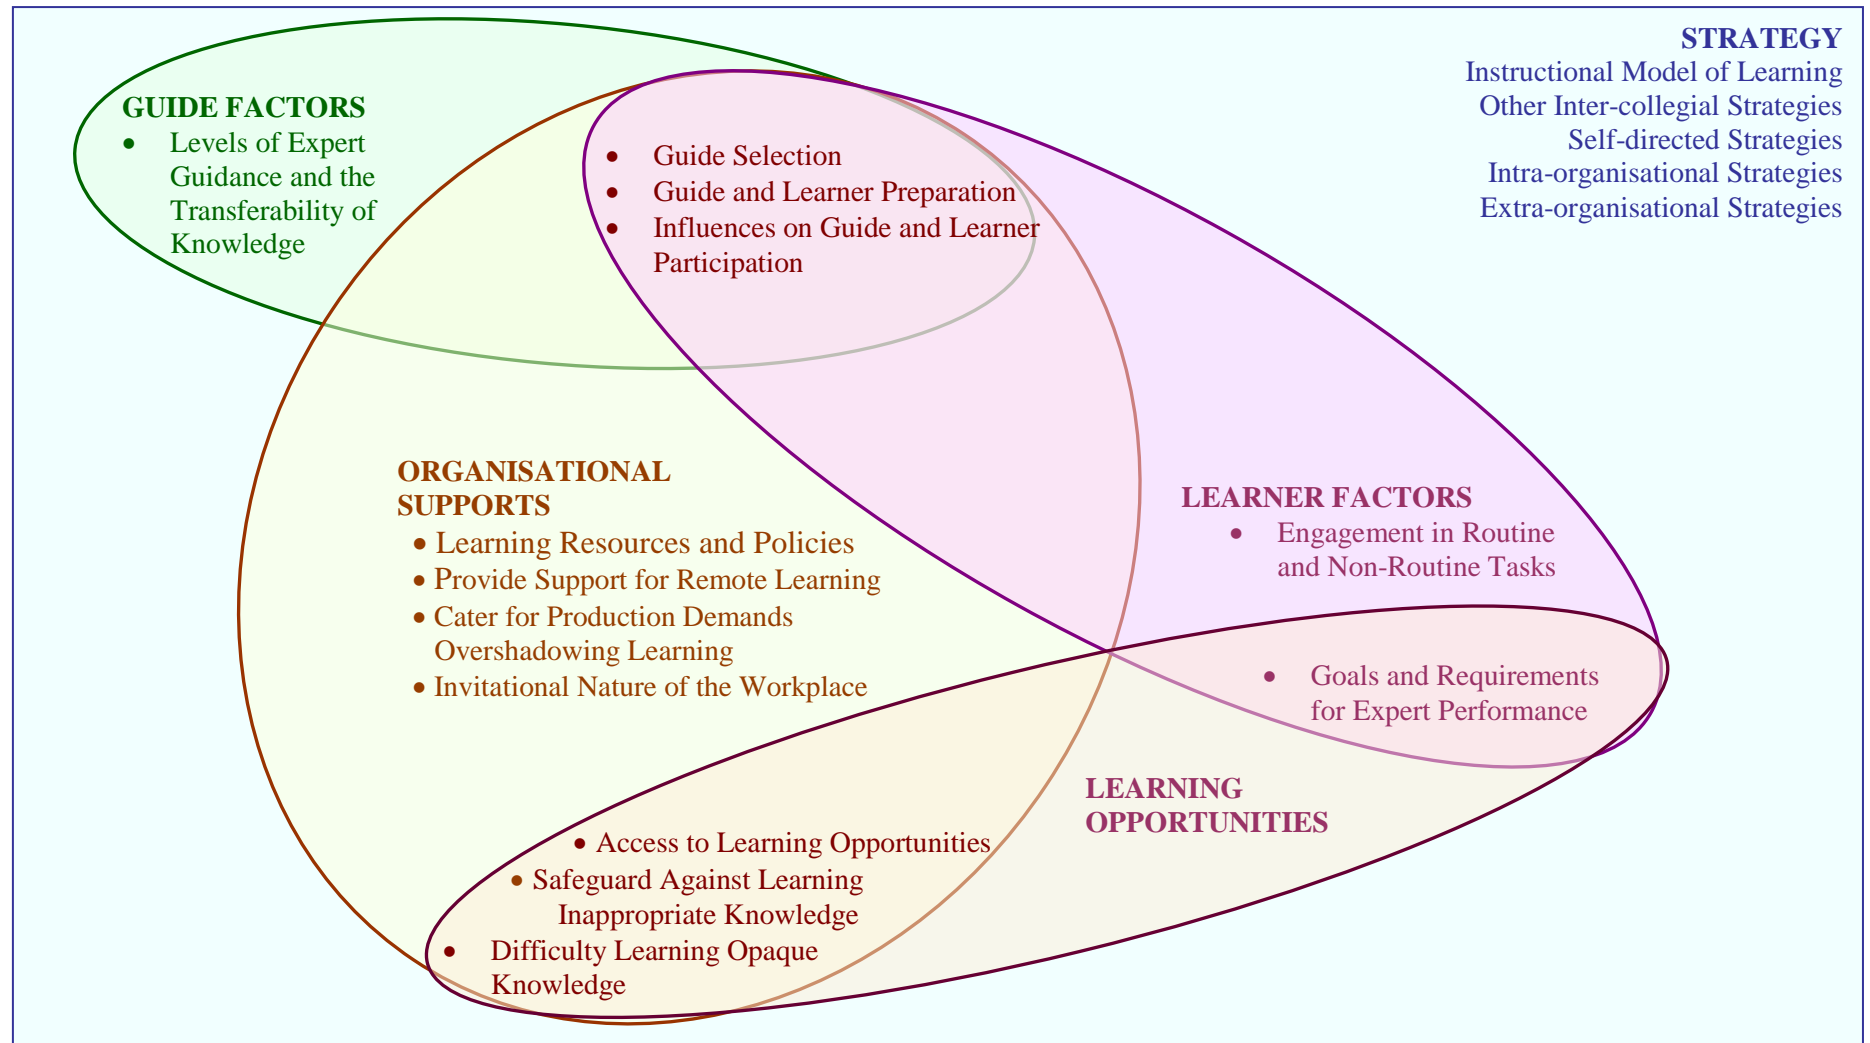 STRATEGY
Instructional Model of Learning
Other Inter-collegial Strategies
Self-directed Strategies
Intra-organisational Strategies
Extra-organisational Strategies
GUIDE FACTORS
• Levels of Expert
Guidance and the
Transferability of
Knowledge
• Guide Selection
• Guide and Learner Preparation
• Influences on Guide and Learner
Participation
ORGANISATIONAL
SUPPORTS
• Learning Resources and Policies
• Provide Support for Remote Learning
• Cater for Production Demands
Overshadowing Learning
• Invitational Nature of the Workplace
LEARNER FACTORS
• Engagement in Routine
and Non-Routine Tasks
• Goals and Requirements
for Expert Performance
LEARNING
OPPORTUNITIES
• Access to Learning Opportunities
• Safeguard Against Learning
Inappropriate Knowledge
• Difficulty Learning Opaque
Knowledge